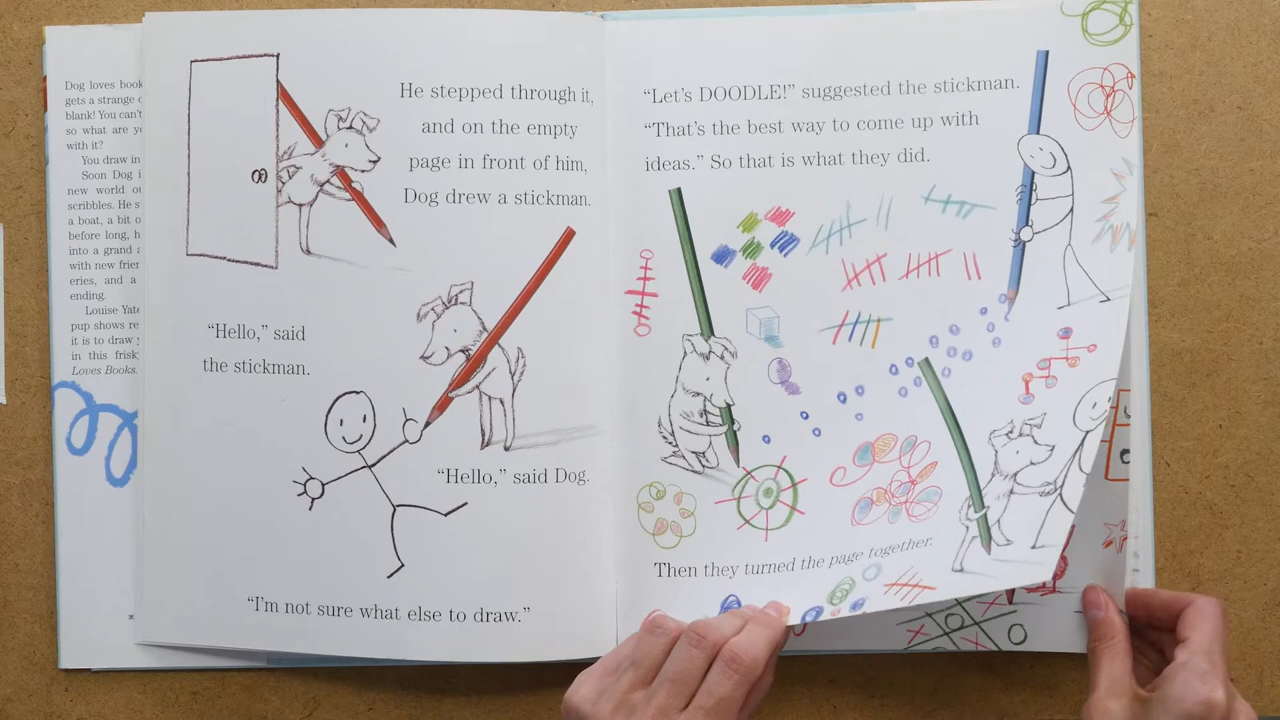 Dog loves book
gets a strange
blank! You can't
so what are y
with it?
You draw in
Soon Dog
new world
scribbles. He
a boat, a bit o
before long, h
into a grand
with new frien
eries, and a
ending.
Louise Yate
pup shows re
it is to draw
in this frisk
Loves Books.
He stepped through it,
and on the empty
page in front of him,
Dog drew a stickman.
“Hello,” said
the stickman.
“Hello,” said Dog.
“I’m not sure what else to draw.”
“Let’s DOODLE!” suggested the stickman.
“That’s the best way to come up with
ideas.” So that is what they did.
Then they turned the page together.